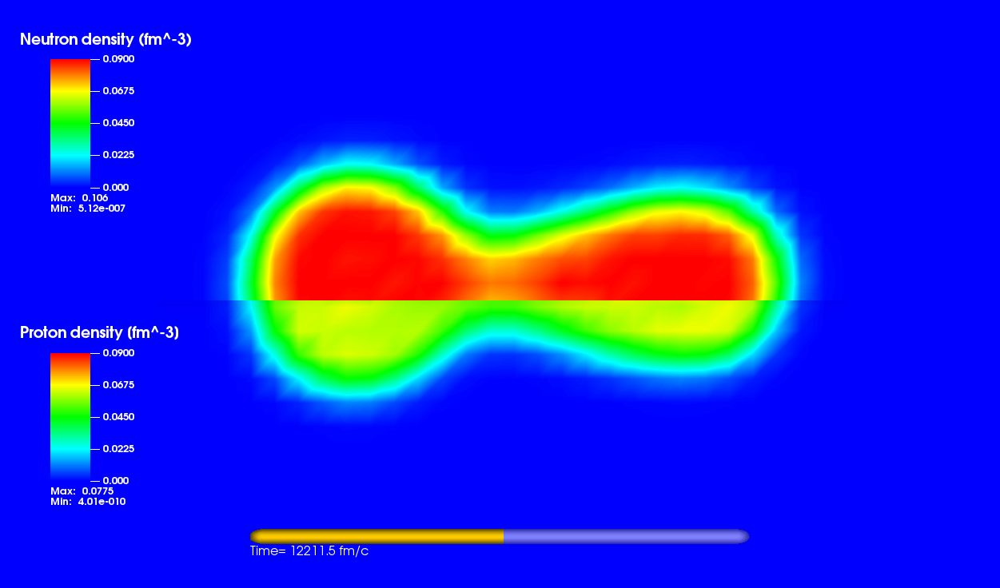 Neutron density (fm^-3)
0.0900
0.0675
0.0450
0.0225
0.000
Max: 0.106
Min: 5.12e-007
Proton density (fm^-3)
0.0900
0.0675
0.0450
0.0225
0.000
Max: 0.0775
Min: 4.01e-010
Time= 12211.5 fm/c